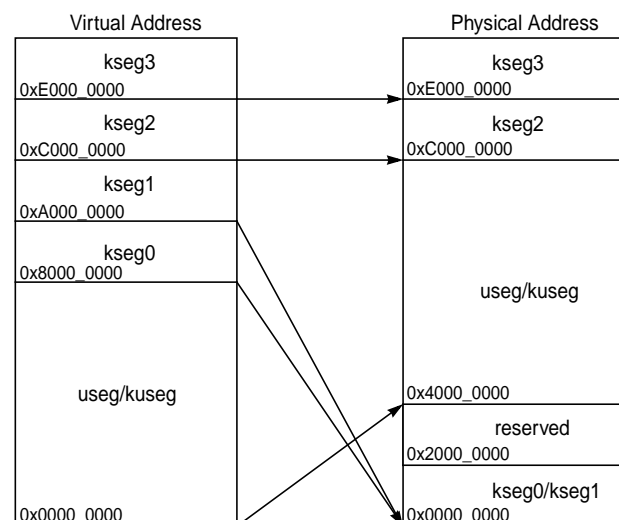 Virtual Address
kseg3
0xE000_0000
kseg2
0xC000_0000
kseg1
0xA000_0000
kseg0
0x8000_0000
useg/kuseg
0x0000_0000
Physical Address
kseg3
0xE000_0000
kseg2
0xC000_0000
useg/kuseg
0x4000_0000
reserved
0x2000_0000
kseg0/kseg1
0x0000_0000